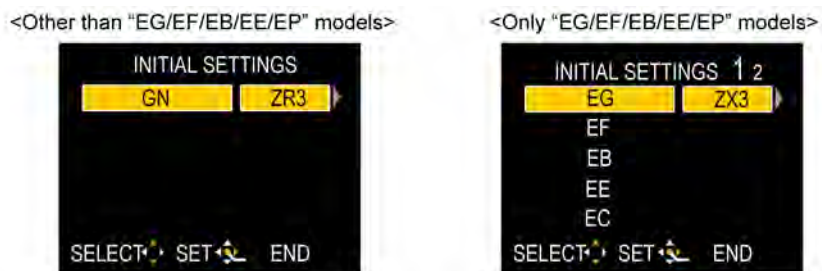 <Other than “EG/EF/EB/EE/EP” models>
INITIAL SETTINGS
GN ZR3
SELECT SET END
<Only “EG/EF/EB/EE/EP” models>
INITIAL SETTINGS 1 2
EG ZX3
EF
EB
EE
EC
SELECT SET END